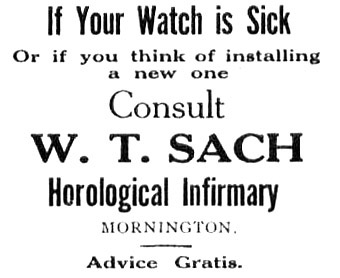 If Your Watch is Sick
Or if you think of installing
a new one
Consult
W. T. SACH
Horological Infirmary
MORNINGTON.
Advice Gratis.